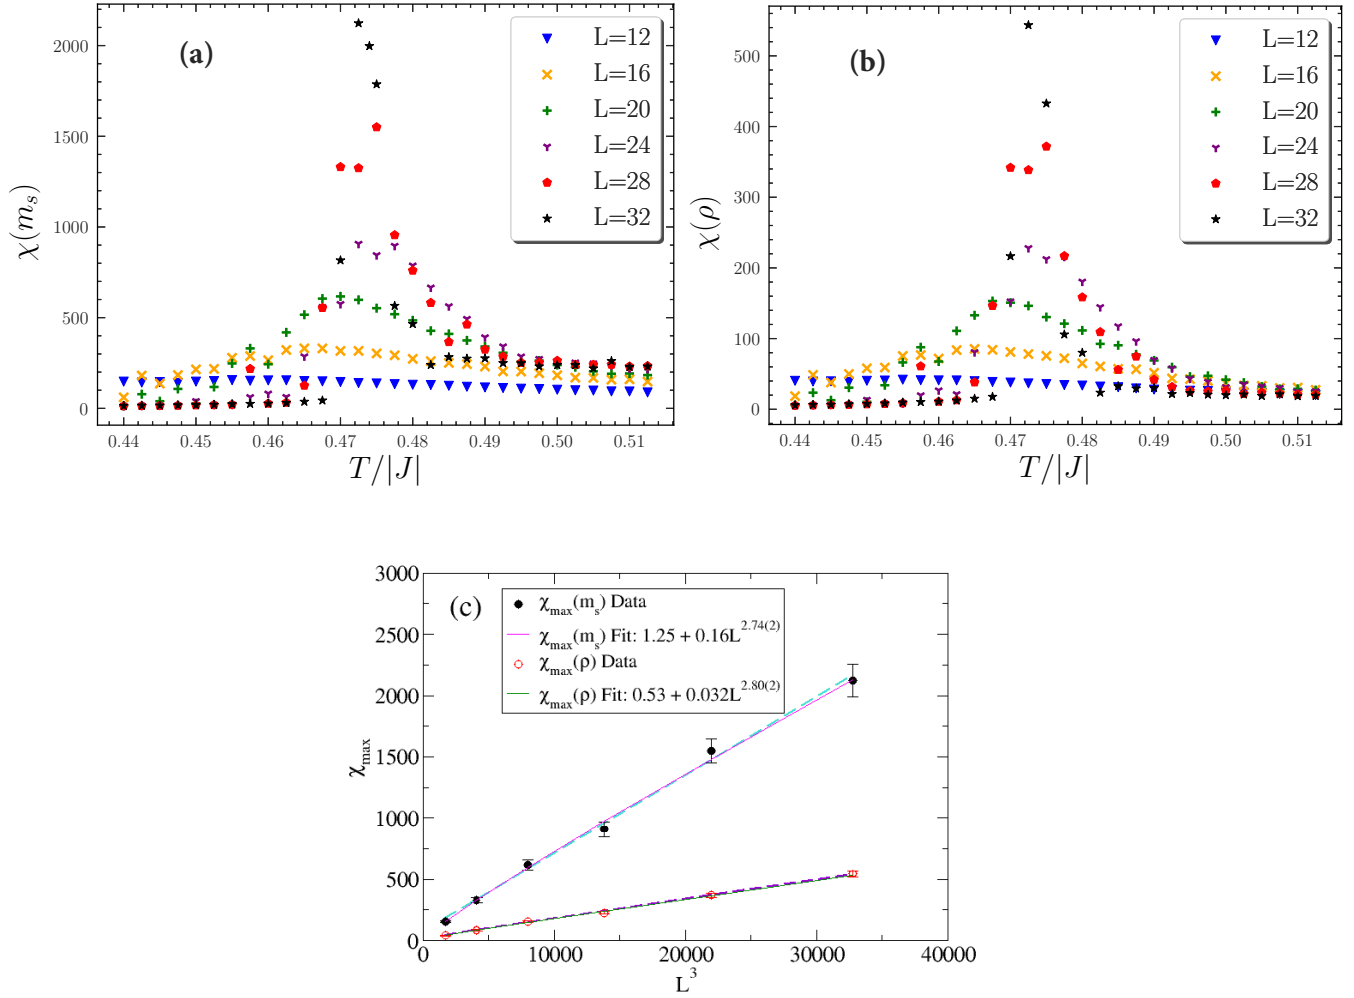 (a)
L=12
L=16
L=20
L=24
L=28
L=32
2000
1500
1000
500
0
χ(m_s)
0.44 0.45 0.46 0.47 0.48 0.49 0.50 0.51
T/|J|
(b)
L=12
L=16
L=20
L=24
L=28
L=32
500
400
300
200
100
0
χ(ρ)
0.44 0.45 0.46 0.47 0.48 0.49 0.50 0.51
T/|J|
(c)
χ_max(m_s) Data
χ_max(m_s) Fit: 1.25 + 0.16L^2.74(2)
χ_max(ρ) Data
χ_max(ρ) Fit: 0.53 + 0.032L^2.80(2)
3000
2500
2000
1500
1000
500
0
χ_max
0 10000 20000 30000 40000
L^3